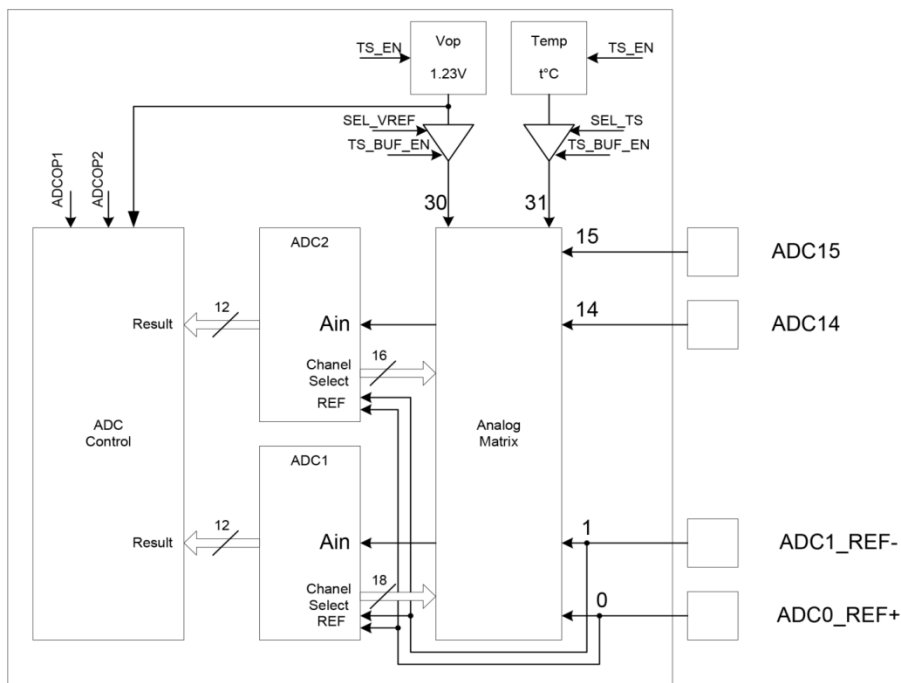 Vop
1.23V
Temp
t°C
TS_EN
TS_EN
SEL_VREF
TS_BUF_EN
SEL_TS
TS_BUF_EN
ADCOP1
ADCOP2
30
31
15
ADC15
14
ADC14
ADC2
12
Result
Ain
16
Chanel
Select
REF
ADC
Control
Analog
Matrix
ADC1
12
Result
Ain
18
Chanel
Select
REF
1
ADC1_REF-
0
ADC0_REF+